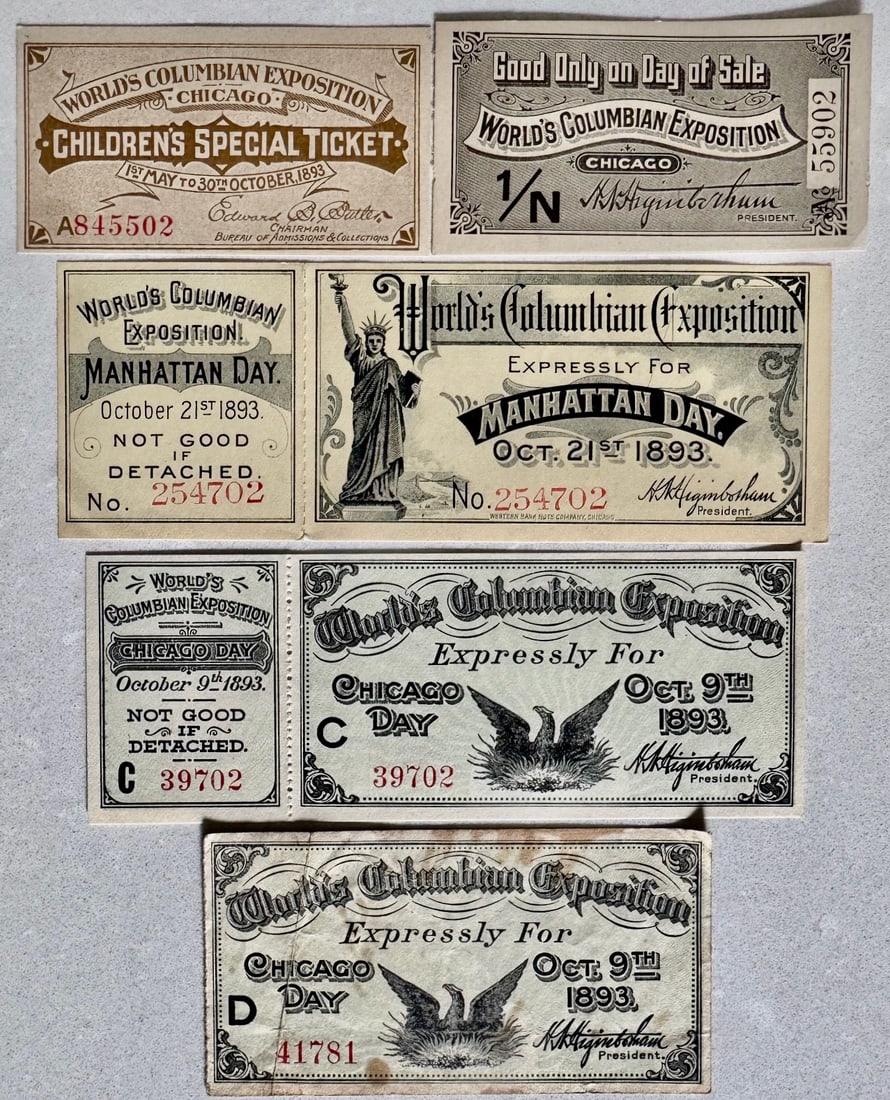 WORLD'S COLUMBIAN EXPOSITION
CHICAGO
CHILDREN'S SPECIAL TICKET
1ST MAY TO 30TH OCTOBER, 1893
Edward B. Butler
CHAIRMAN
BUREAU OF ADMISSIONS & COLLECTIONS
A845502
Good Only on Day of Sale
WORLD'S COLUMBIAN EXPOSITION
CHICAGO
1/N
H.N. Higinbotham
PRESIDENT.
A No 55902
WORLD'S COLUMBIAN
EXPOSITION.
MANHATTAN DAY.
October 21ST 1893.
NOT GOOD
IF
DETACHED.
No. 254702
World's Columbian Exposition
EXPRESSLY FOR
MANHATTAN DAY.
OCT. 21ST 1893.
No. 254702
H.N. Higinbotham
President.
WESTERN BANK NOTE COMPANY, CHICAGO
WORLD'S
COLUMBIAN EXPOSITION
CHICAGO DAY
October 9th 1893.
NOT GOOD
IF
DETACHED.
C 39702
World's Columbian Exposition
Expressly For
CHICAGO
DAY
OCT. 9TH
1893.
C
39702
H.N. Higinbotham
President.
World's Columbian Exposition
Expressly For
CHICAGO
DAY
OCT. 9TH
1893.
D
41781
H.N. Higinbotham
President.